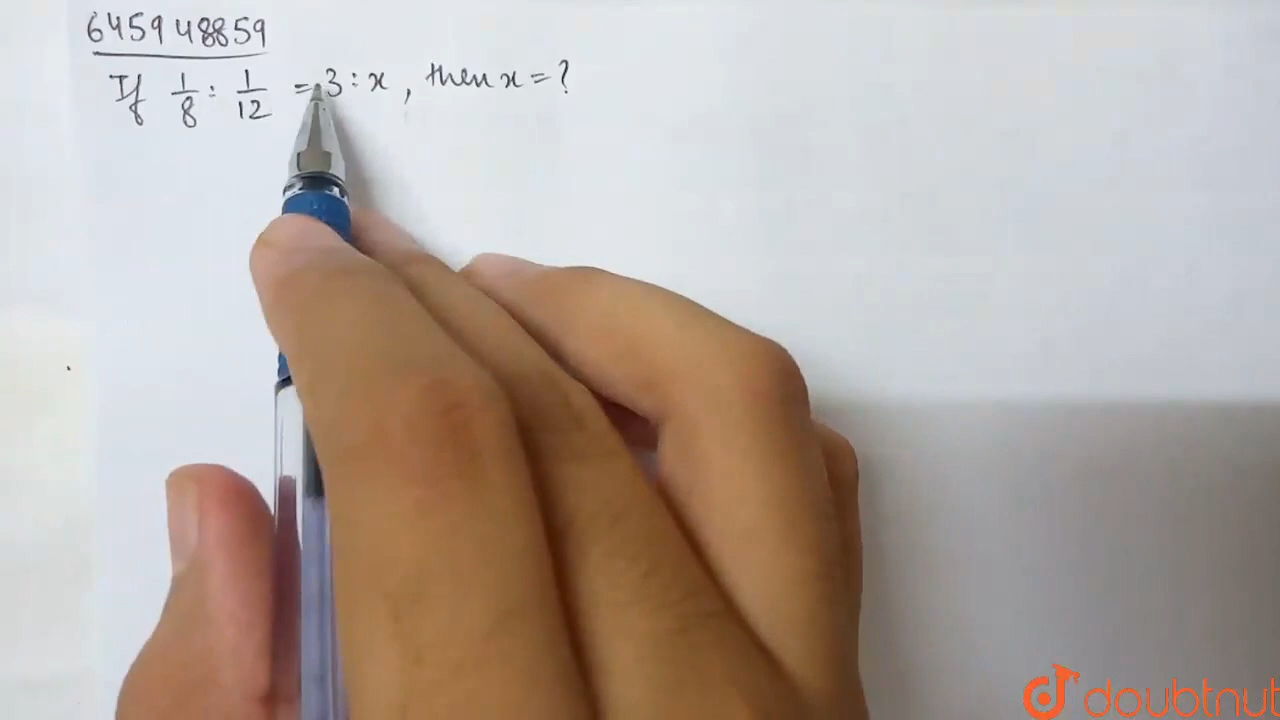 645948859
If 1/8 : 1/12 = 3 : x, then x = ?
doubtnut